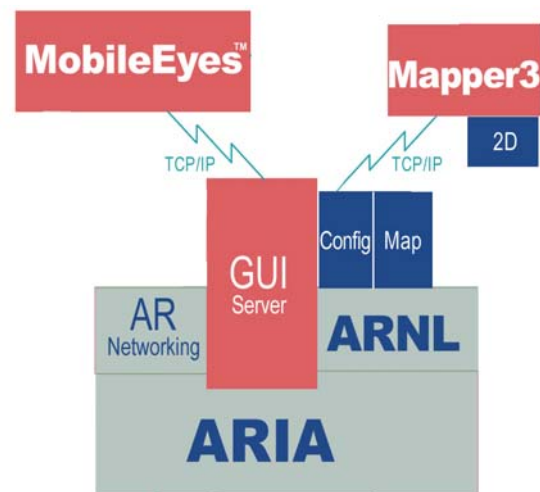 MobileEyes™
Mapper3
2D
TCP/IP
TCP/IP
GUI
Server
Config
Map
AR
Networking
ARNL
ARIA